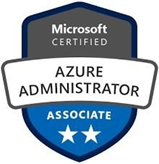 Microsoft
CERTIFIED
AZURE
ADMINISTRATOR
ASSOCIATE